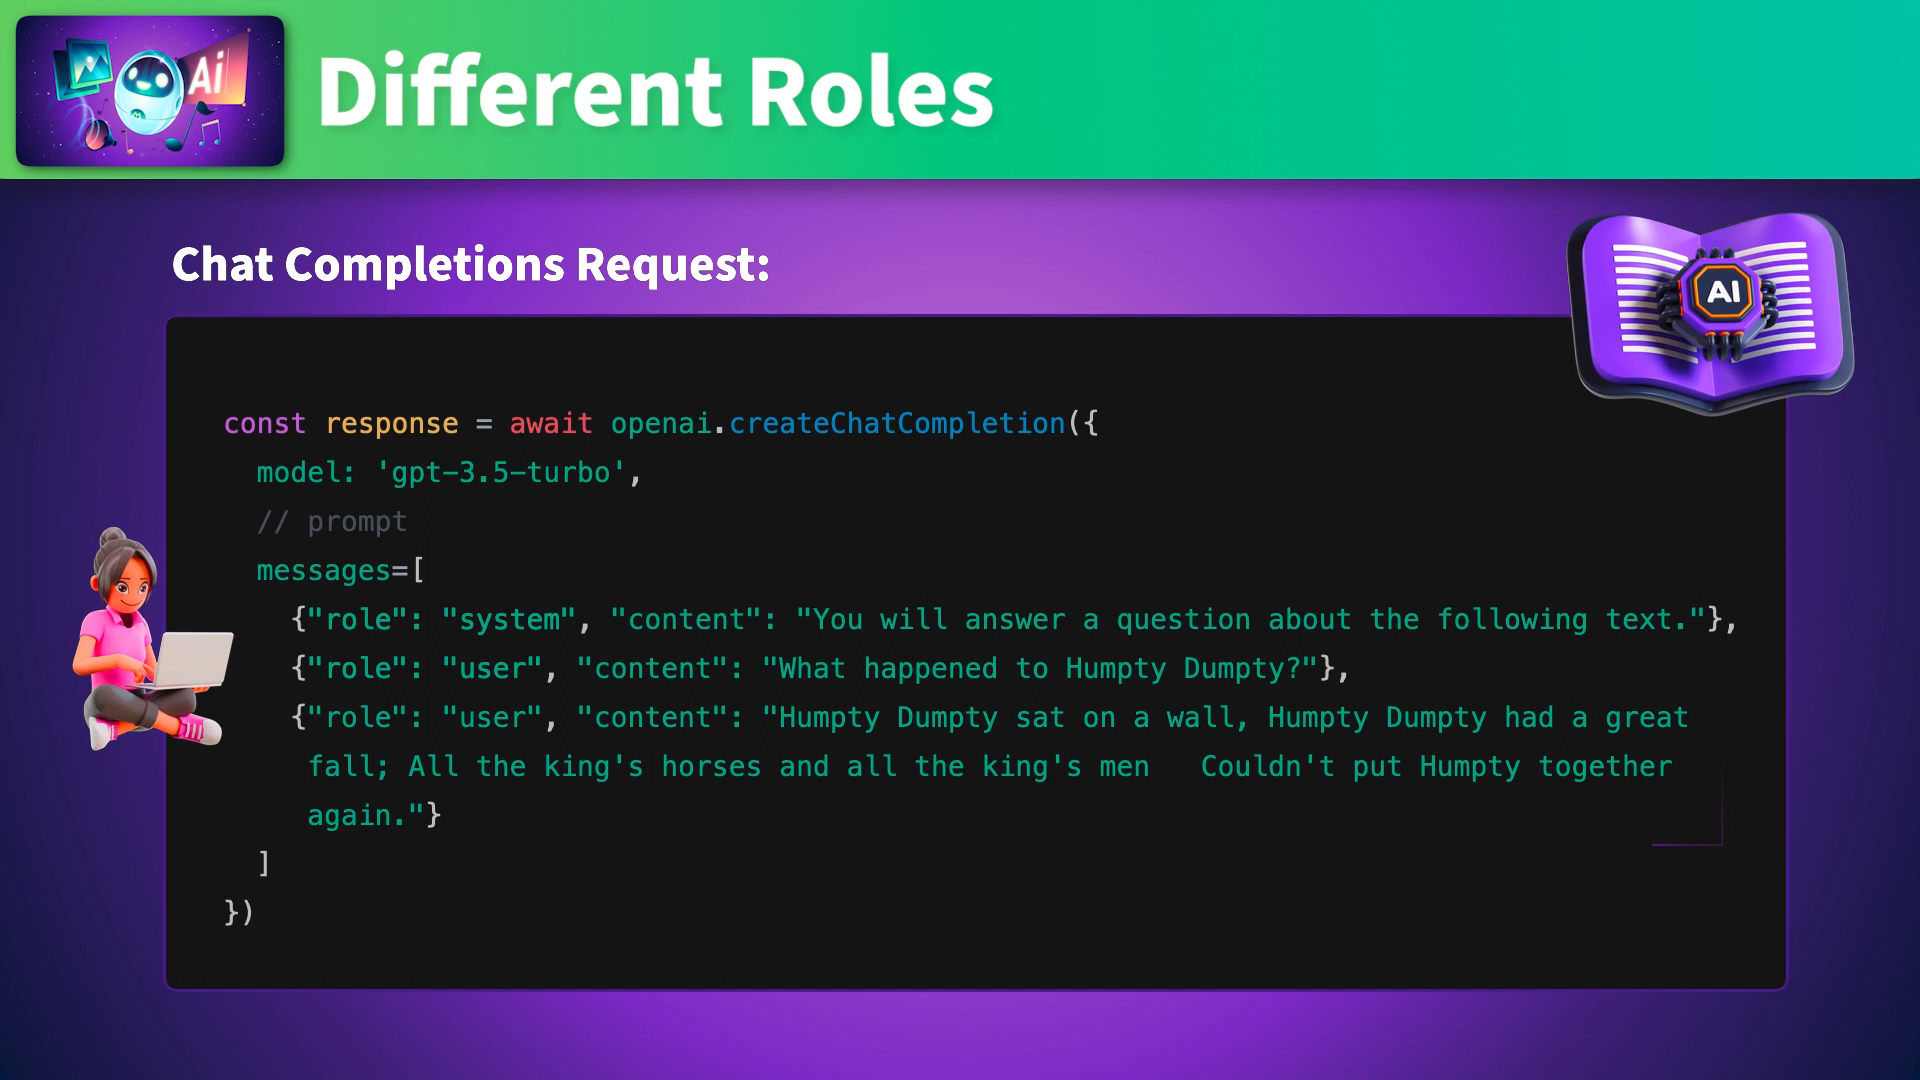 Ai
Different Roles
Chat Completions Request:
AI
const response = await openai.createChatCompletion({
  model: 'gpt-3.5-turbo',
  // prompt
  messages=[
    {"role": "system", "content": "You will answer a question about the following text."},
    {"role": "user", "content": "What happened to Humpty Dumpty?"},
    {"role": "user", "content": "Humpty Dumpty sat on a wall, Humpty Dumpty had a great
     fall; All the king's horses and all the king's men   Couldn't put Humpty together
     again."}
  ]
})